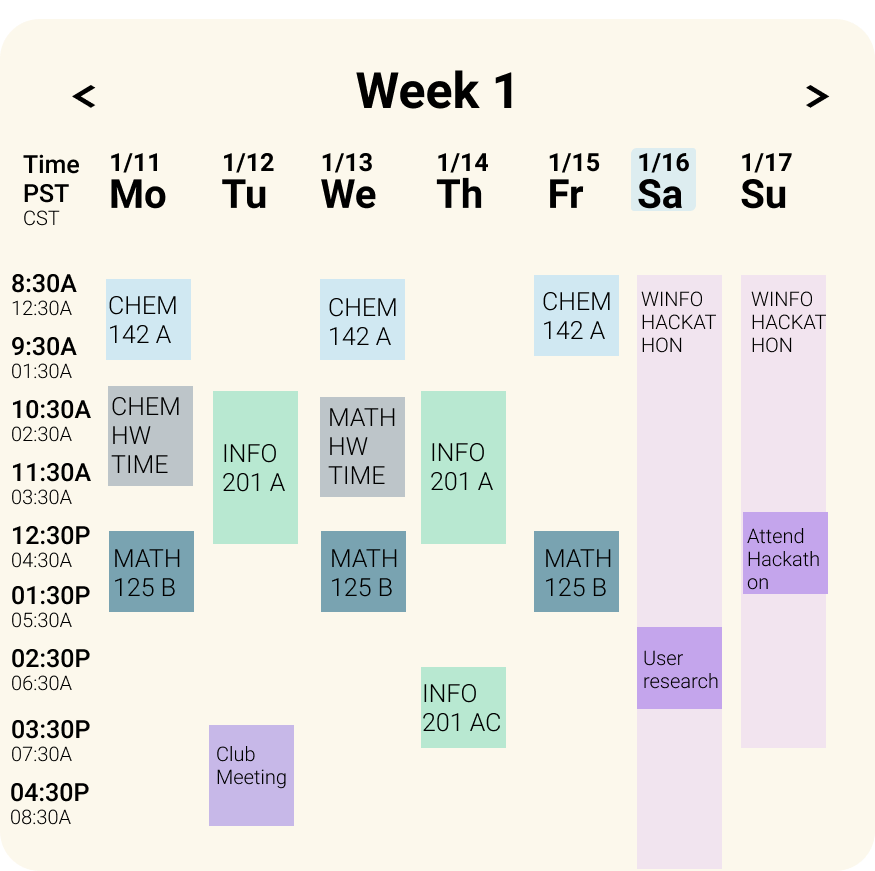 < Week 1 >
Time
PST
CST
1/11
Mo
1/12
Tu
1/13
We
1/14
Th
1/15
Fr
1/16
Sa
1/17
Su
8:30A
12:30A
9:30A
01:30A
10:30A
02:30A
11:30A
03:30A
12:30P
04:30A
01:30P
05:30A
02:30P
06:30A
03:30P
07:30A
04:30P
08:30A
CHEM
142 A
CHEM
HW
TIME
MATH
125 B
INFO
201 A
Club
Meeting
CHEM
142 A
MATH
HW
TIME
MATH
125 B
INFO
201 A
INFO
201 AC
CHEM
142 A
MATH
125 B
WINFO
HACKAT
HON
User
research
WINFO
HACKAT
HON
Attend
Hackath
on